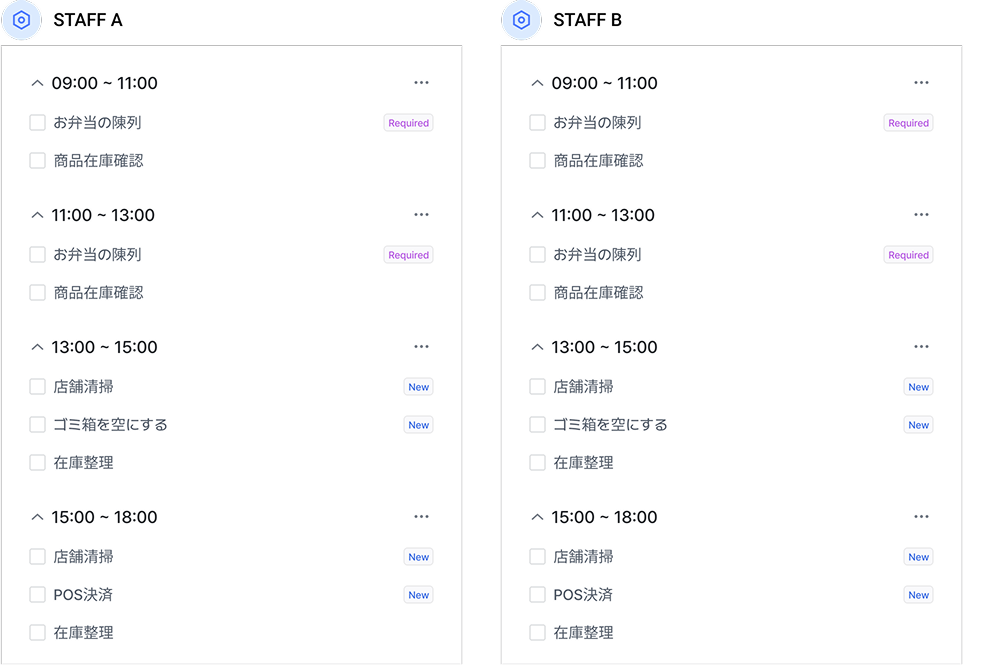 STAFF A
09:00 ~ 11:00
お弁当の陳列 Required
商品在庫確認
11:00 ~ 13:00
お弁当の陳列 Required
商品在庫確認
13:00 ~ 15:00
店舗清掃 New
ゴミ箱を空にする New
在庫整理
15:00 ~ 18:00
店舗清掃 New
POS決済 New
在庫整理
STAFF B
09:00 ~ 11:00
お弁当の陳列 Required
商品在庫確認
11:00 ~ 13:00
お弁当の陳列 Required
商品在庫確認
13:00 ~ 15:00
店舗清掃 New
ゴミ箱を空にする New
在庫整理
15:00 ~ 18:00
店舗清掃 New
POS決済 New
在庫整理